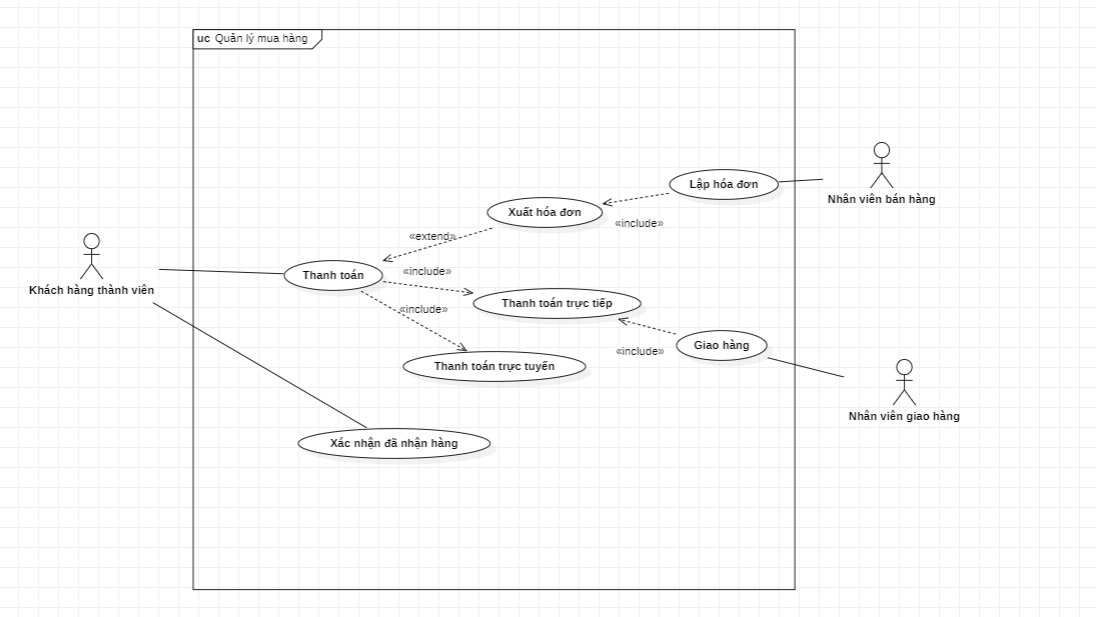 uc Quản lý mua hàng
Lập hóa đơn
Nhân viên bán hàng
Xuất hóa đơn
«include»
«extend»
Thanh toán
«include»
Khách hàng thành viên
Thanh toán trực tiếp
«include»
Giao hàng
«include»
Thanh toán trực tuyến
Nhân viên giao hàng
Xác nhận đã nhận hàng